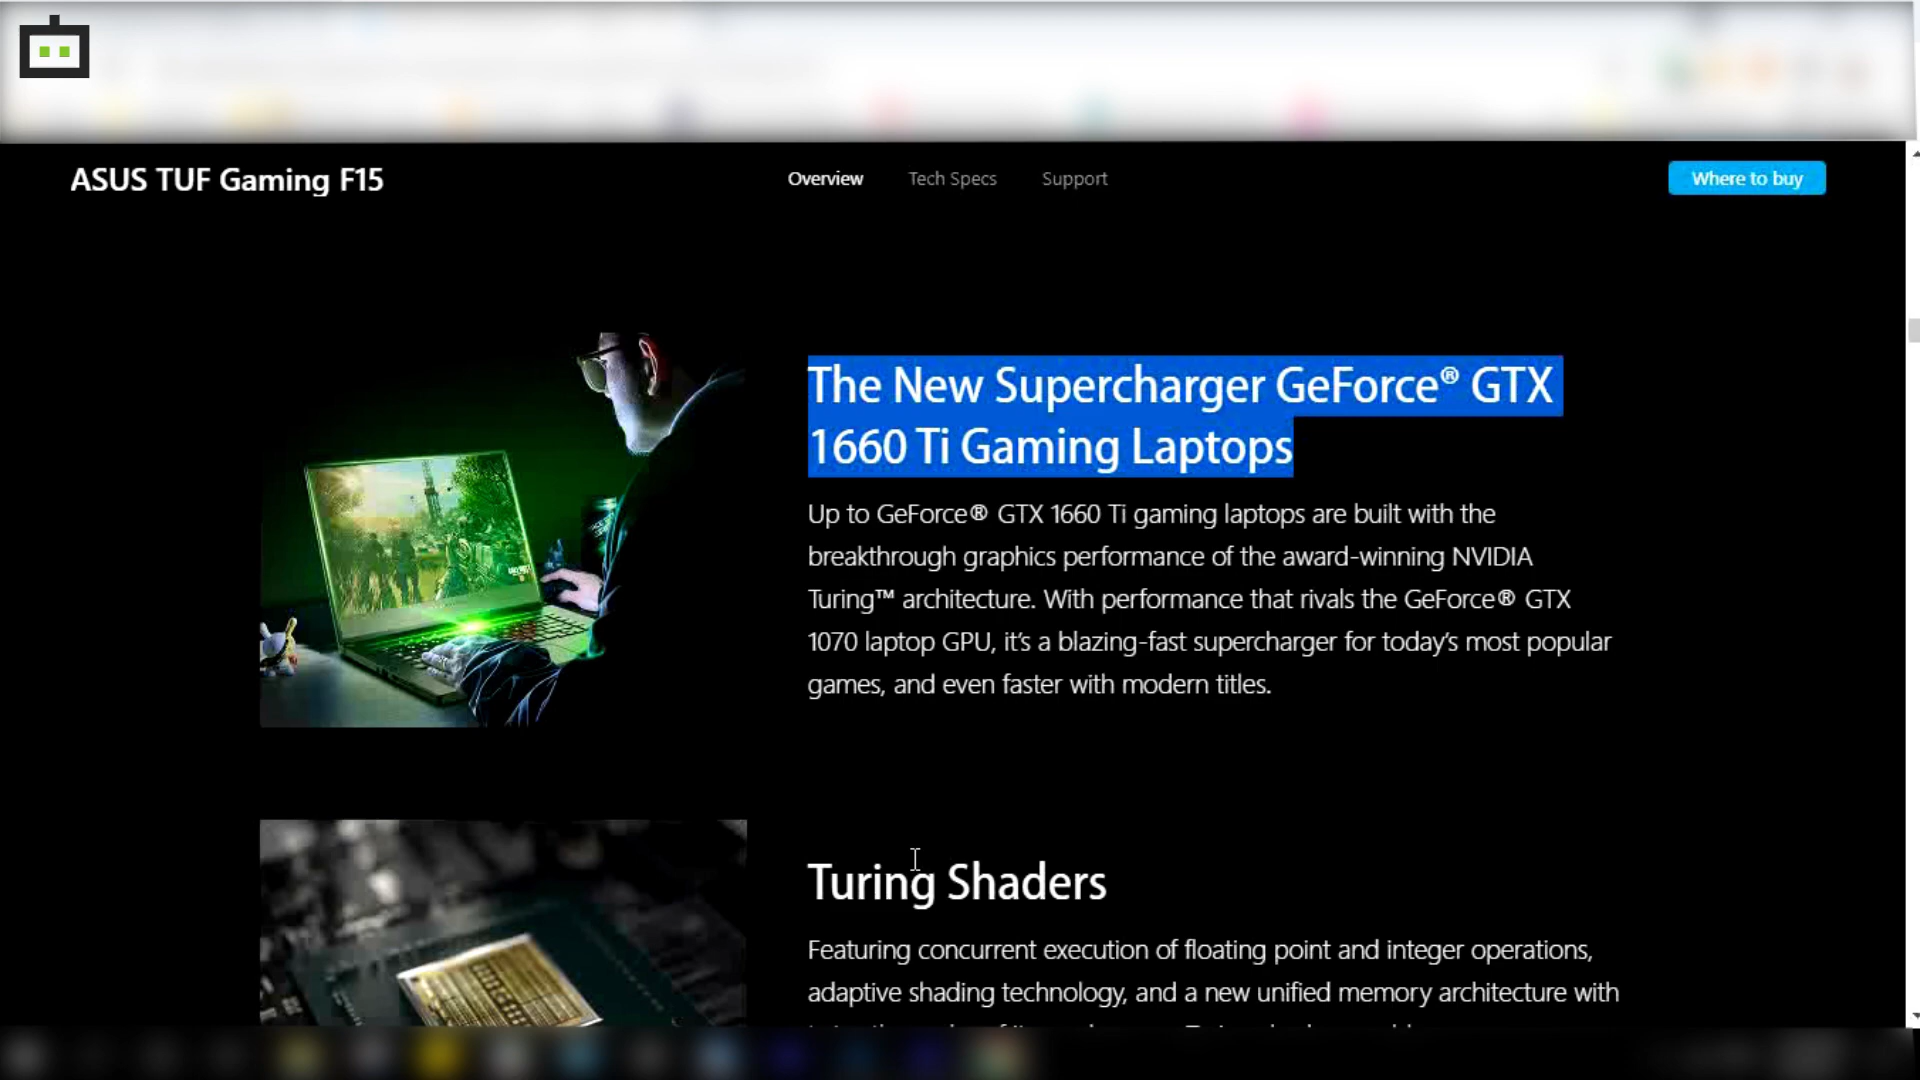 ASUS TUF Gaming F15
Overview
Tech Specs
Support
Where to buy
The New Supercharger GeForce® GTX
1660 Ti Gaming Laptops
Up to GeForce® GTX 1660 Ti gaming laptops are built with the
breakthrough graphics performance of the award-winning NVIDIA
Turing™ architecture. With performance that rivals the GeForce® GTX
1070 laptop GPU, it's a blazing-fast supercharger for today's most popular
games, and even faster with modern titles.
Turing Shaders
Featuring concurrent execution of floating point and integer operations,
adaptive shading technology, and a new unified memory architecture with